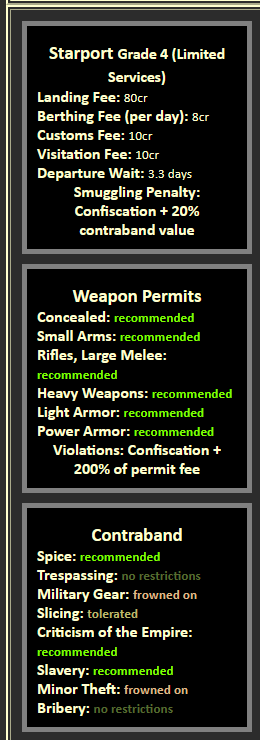 Starport Grade 4 (Limited
Services)
Landing Fee: 80cr
Berthing Fee (per day): 8cr
Customs Fee: 10cr
Visitation Fee: 10cr
Departure Wait: 3.3 days
Smuggling Penalty:
Confiscation + 20%
contraband value
Weapon Permits
Concealed: recommended
Small Arms: recommended
Rifles, Large Melee:
recommended
Heavy Weapons: recommended
Light Armor: recommended
Power Armor: recommended
Violations: Confiscation +
200% of permit fee
Contraband
Spice: recommended
Trespassing: no restrictions
Military Gear: frowned on
Slicing: tolerated
Criticism of the Empire:
recommended
Slavery: recommended
Minor Theft: frowned on
Bribery: no restrictions